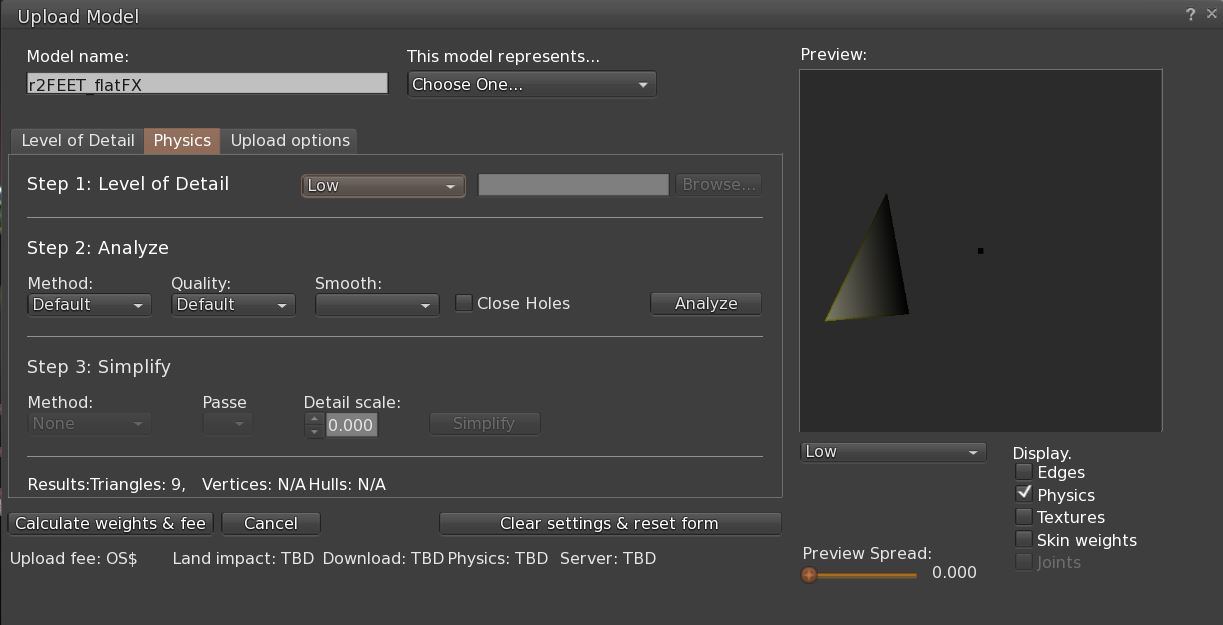 Upload Model ? ×
Model name: This model represents... Preview:
r2FEET_flatFX Choose One...
Level of Detail Physics Upload options
Step 1: Level of Detail Low Browse...
Step 2: Analyze
Method: Quality: Smooth:
Default Default Close Holes Analyze
Step 3: Simplify
Method: Passe Detail scale:
None 0.000 Simplify
Low Display.
Edges
Results:Triangles: 9, Vertices: N/A Hulls: N/A
Physics
Textures
Calculate weights & fee Cancel Clear settings & reset form
Skin weights
Upload fee: OS$ Land impact: TBD Download: TBD Physics: TBD Server: TBD
Preview Spread: Joints
0.000